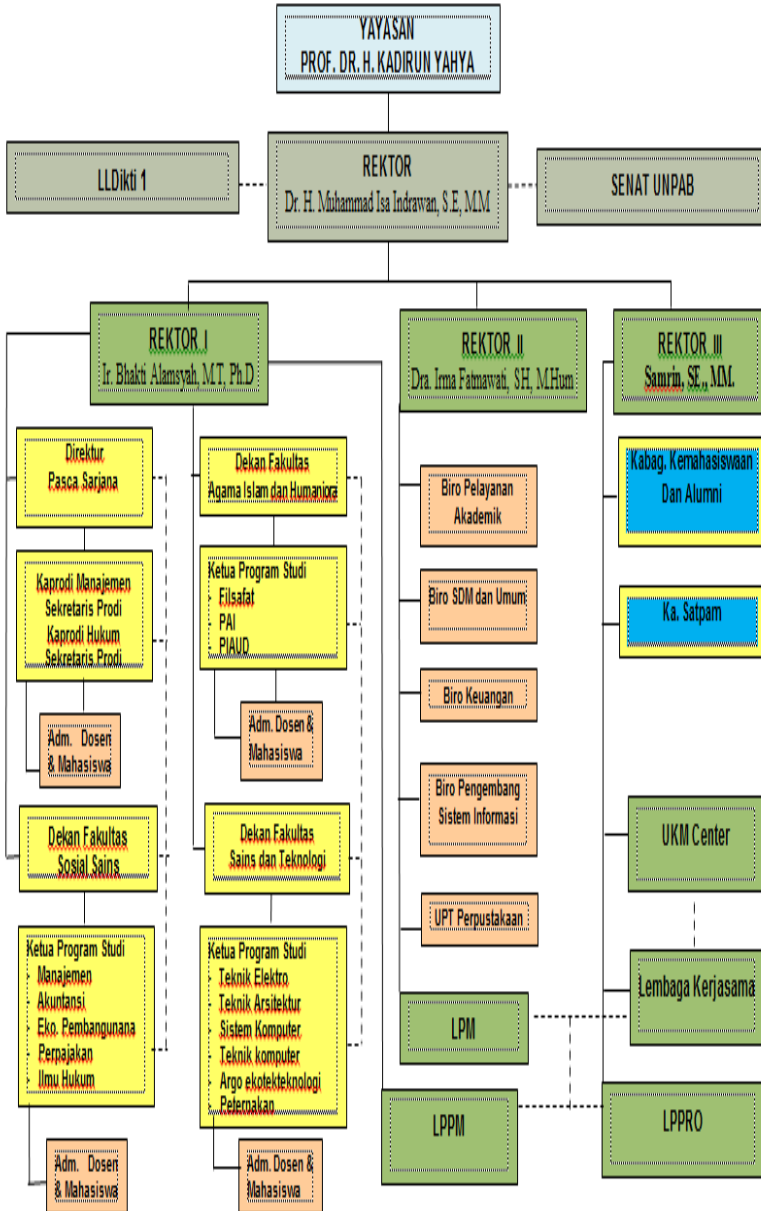 YAYASAN
PROF. DR. H. KADIRUN YAHYA
LLDikti 1
REKTOR
Dr. H. Muhammad Isa Indrawan, S.E, M.M
SENAT UNPAB
REKTOR I
Ir. Bhakti Alamsyah, M.T, Ph.D
REKTOR II
Dra. Irma Fatmawati, SH, M.Hum
REKTOR III
Samrin, SE., MM.
Direktur
Pasca Sarjana
Kaprodi Manajemen
Sekretaris Prodi
Kaprodi Hukum
Sekretaris Prodi
Adm. Dosen
& Mahasiswa
Dekan Fakultas
Sosial Sains
Ketua Program Studi
- Manajemen
- Akuntansi
- Eko. Pembangunana
- Perpajakan
- Ilmu Hukum
Adm. Dosen
& Mahasiswa
Dekan Fakultas
Agama Islam dan Humaniora
Ketua Program Studi
- Filsafat
- PAI
- PIAUD
Adm. Dosen &
Mahasiswa
Dekan Fakultas
Sains dan Teknologi
Ketua Program Studi
- Teknik Elektro
- Teknik Arsitektur
- Sistem Komputer
- Teknik komputer
- Argo ekotekteknologi
- Peternakan
Adm. Dosen &
Mahasiswa
Biro Pelayanan
Akademik
Biro SDM dan Umum
Biro Keuangan
Biro Pengembang
Sistem Informasi
UPT Perpustakaan
LPM
LPPM
Kabag. Kemahasiswaan
Dan Alumni
Ka. Satpam
UKM Center
Lembaga Kerjasama
LPPRO